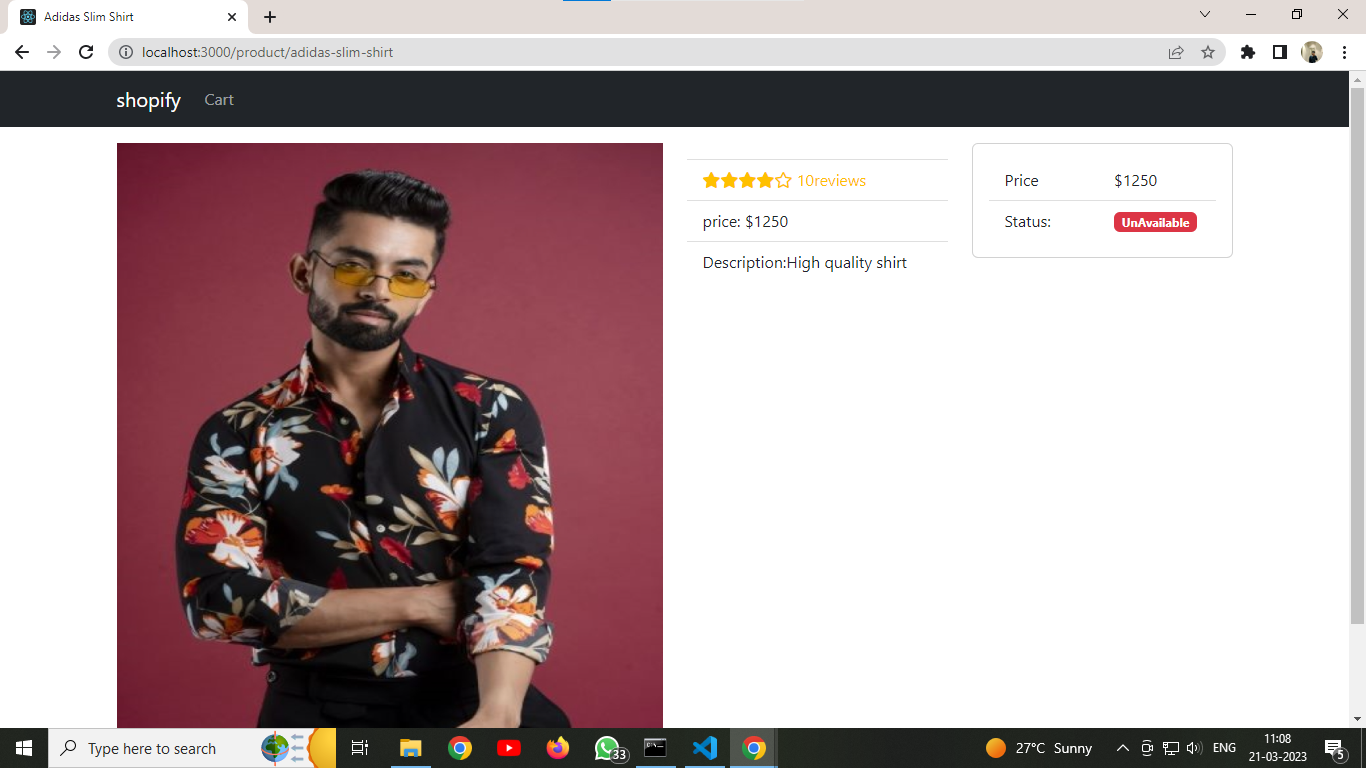 Adidas Slim Shirt
localhost:3000/product/adidas-slim-shirt
shopify Cart
10reviews
price: $1250
Description:High quality shirt
Price $1250
Status: UnAvailable
Type here to search
33
27°C Sunny
ENG
11:08
21-03-2023
5